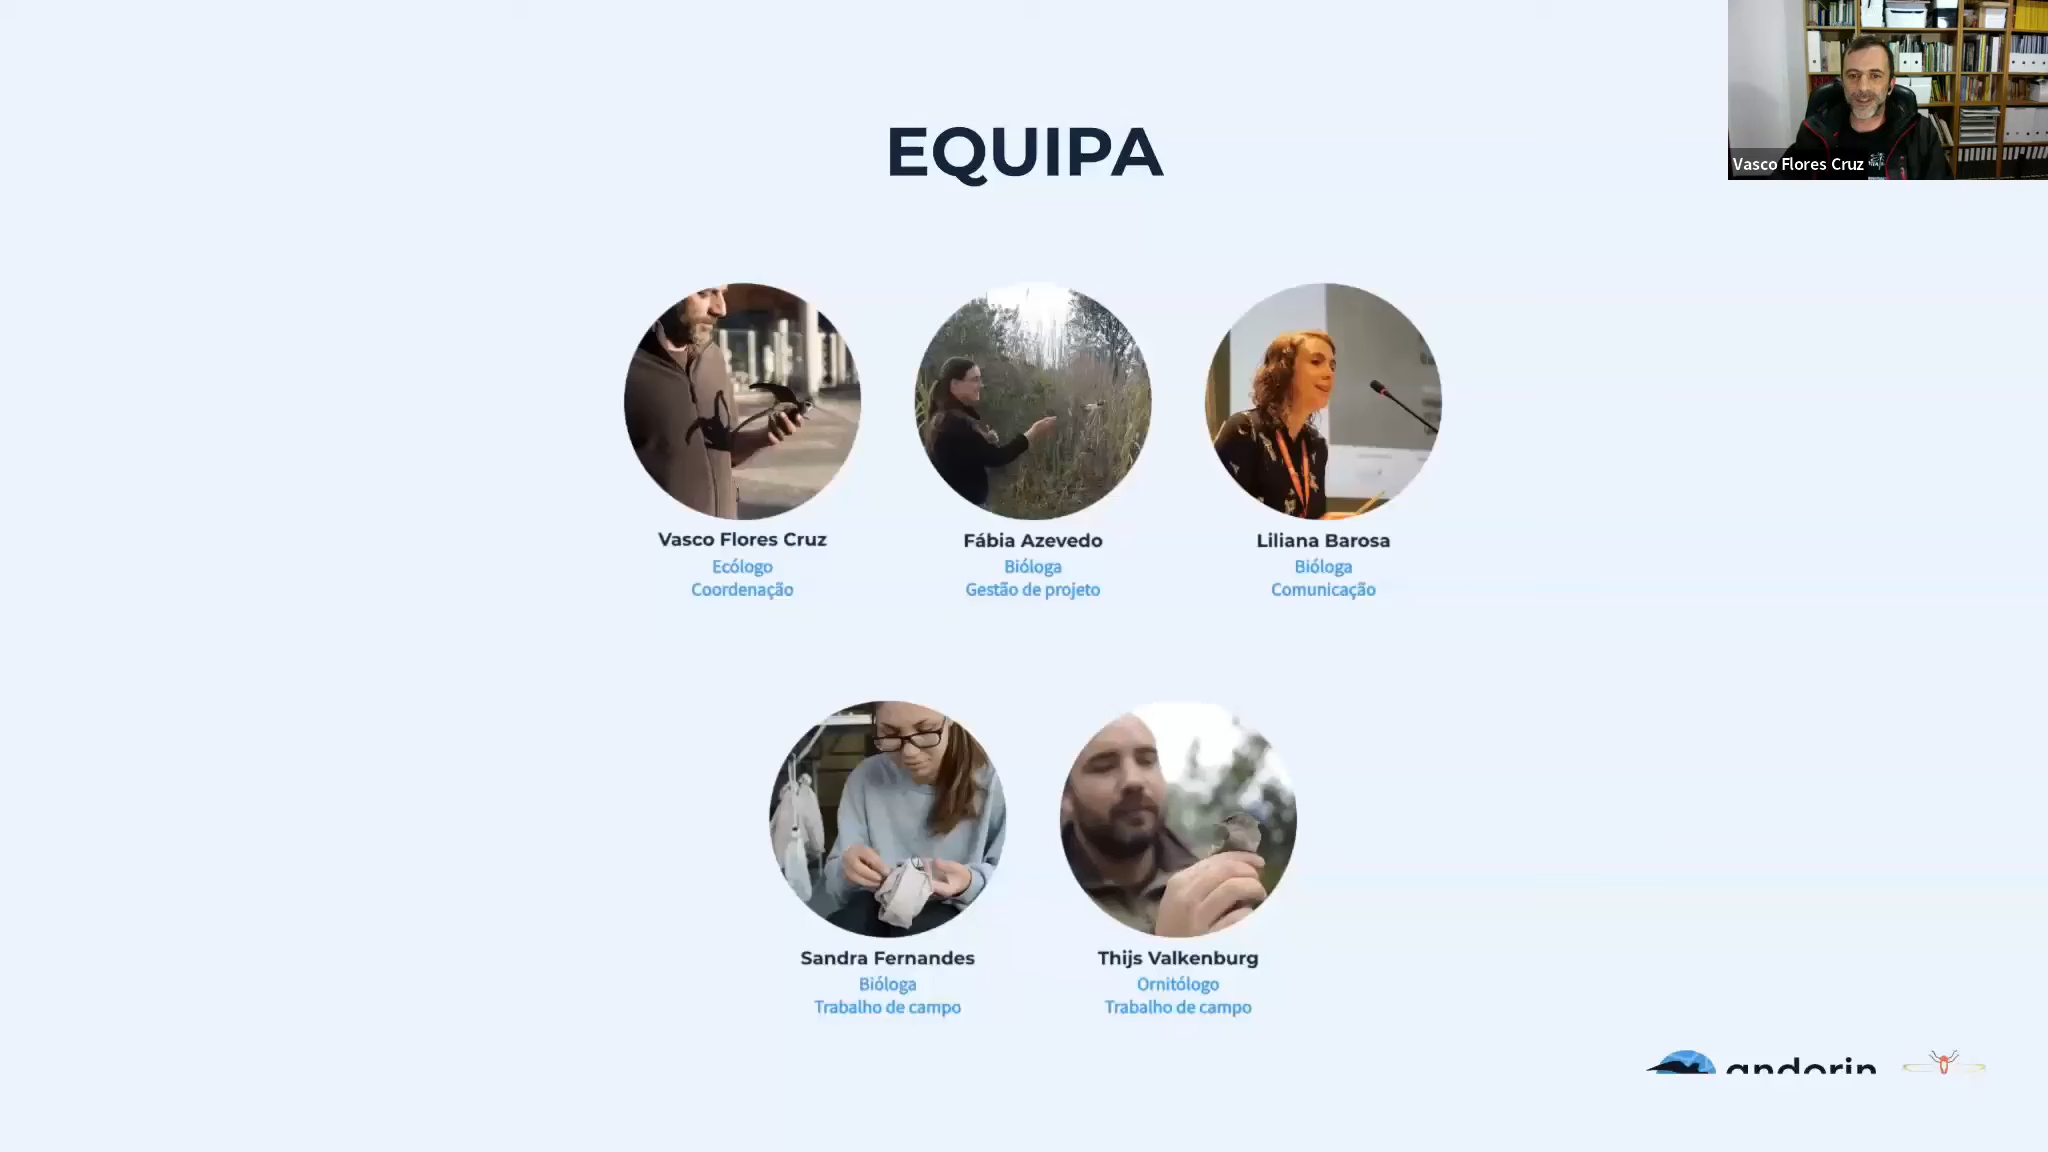 EQUIPA
Vasco Flores Cruz
Vasco Flores Cruz
Ecólogo
Coordenação
Fábia Azevedo
Bióloga
Gestão de projeto
Liliana Barosa
Bióloga
Comunicação
Sandra Fernandes
Bióloga
Trabalho de campo
Thijs Valkenburg
Ornitólogo
Trabalho de campo
andorin